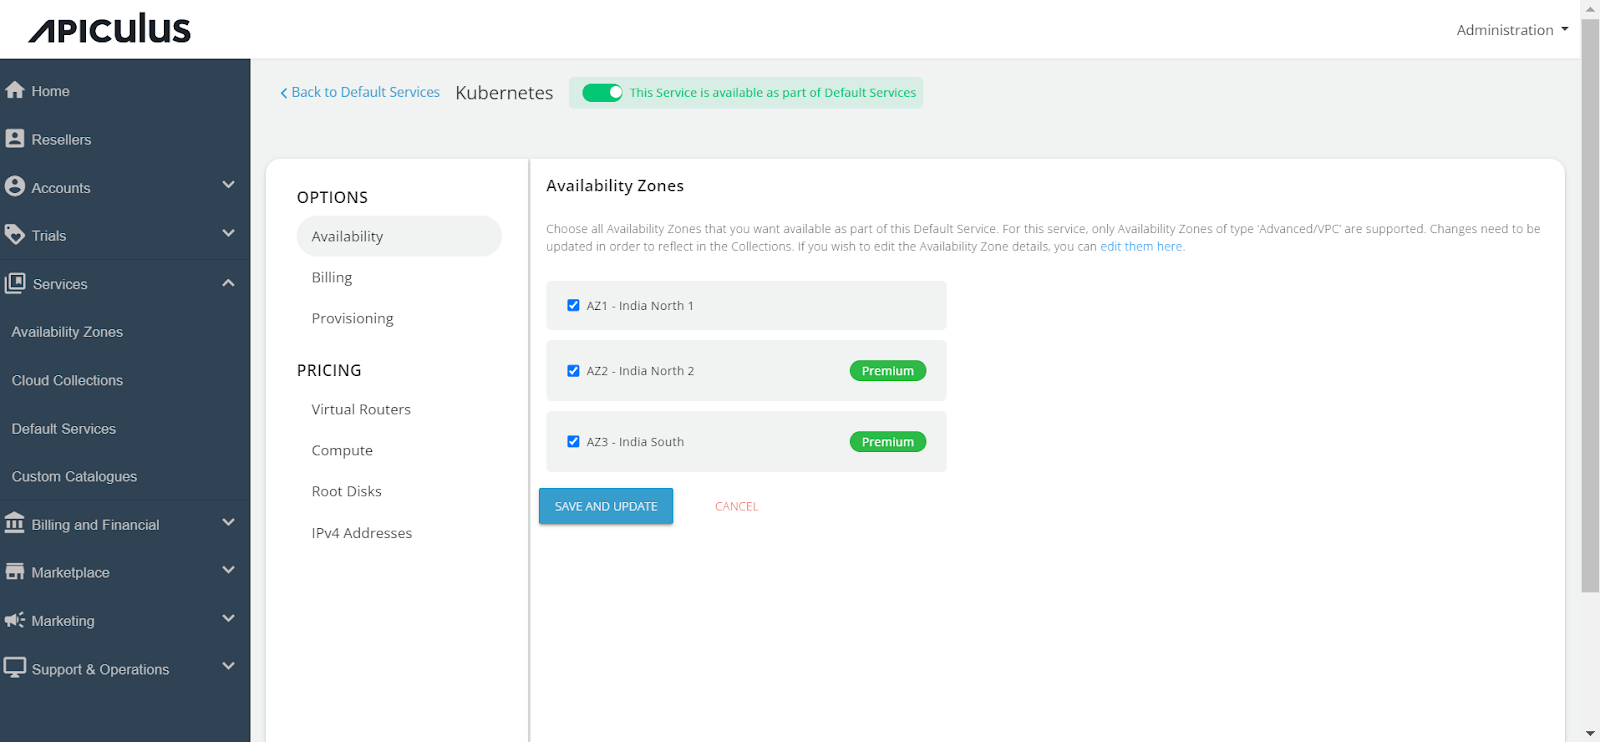 APICULUS
Administration
Home
Resellers
Accounts
Trials
Services
Availability Zones
Cloud Collections
Default Services
Custom Catalogues
Billing and Financial
Marketplace
Marketing
Support & Operations
Back to Default Services
Kubernetes
This Service is available as part of Default Services
OPTIONS
Availability
Billing
Provisioning
PRICING
Virtual Routers
Compute
Root Disks
IPv4 Addresses
Availability Zones
Choose all Availability Zones that you want available as part of this Default Service. For this service, only Availability Zones of type 'Advanced/VPC' are supported. Changes need to be
updated in order to reflect in the Collections. If you wish to edit the Availability Zone details, you can edit them here.
AZ1 - India North 1
AZ2 - India North 2 Premium
AZ3 - India South Premium
SAVE AND UPDATE CANCEL